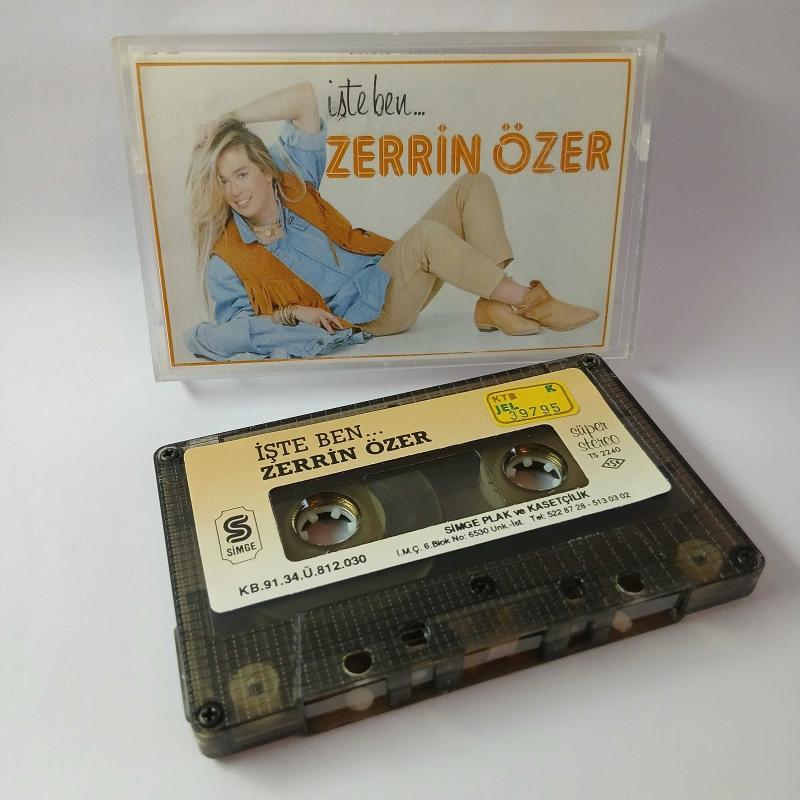 işte ben...
ZERRİN ÖZER
İŞTE BEN...
ZERRİN ÖZER
KTB K
JEL
39795
süper
stereo
TS 2240
TSE
SİMGE
SİMGE PLAK ve KASETÇİLİK
İ.M.Ç. 6.Blok No: 6530 Unk.-İst. Tel: 522 87 28 - 513 03 02
KB.91.34.Ü.812.030